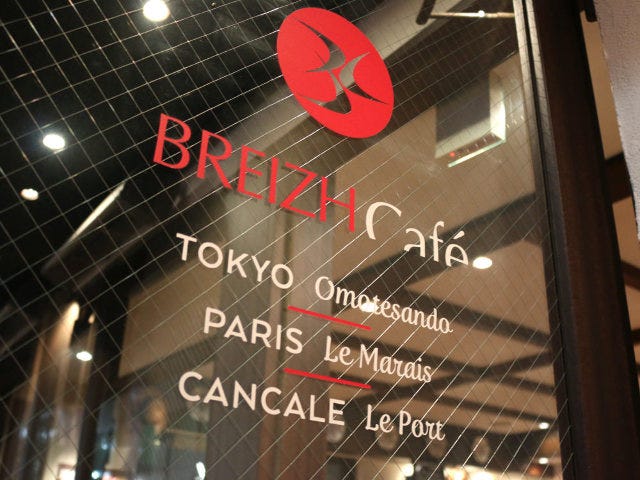 BREIZH Café
TOKYO Omotesando
PARIS Le Marais
CANCALE Le Port